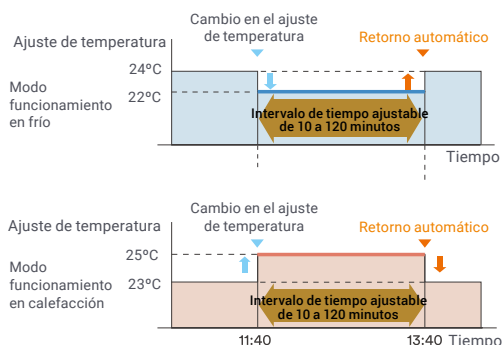 Cambio en el ajuste
de temperatura
Ajuste de temperatura
Retorno automático
24ºC
22ºC
Modo
funcionamiento
en frío
Intervalo de tiempo ajustable
de 10 a 120 minutos
Tiempo
Cambio en el ajuste
de temperatura
Ajuste de temperatura
Retorno automático
25ºC
23ºC
Modo
funcionamiento
en calefacción
Intervalo de tiempo ajustable
de 10 a 120 minutos
11:40
13:40
Tiempo